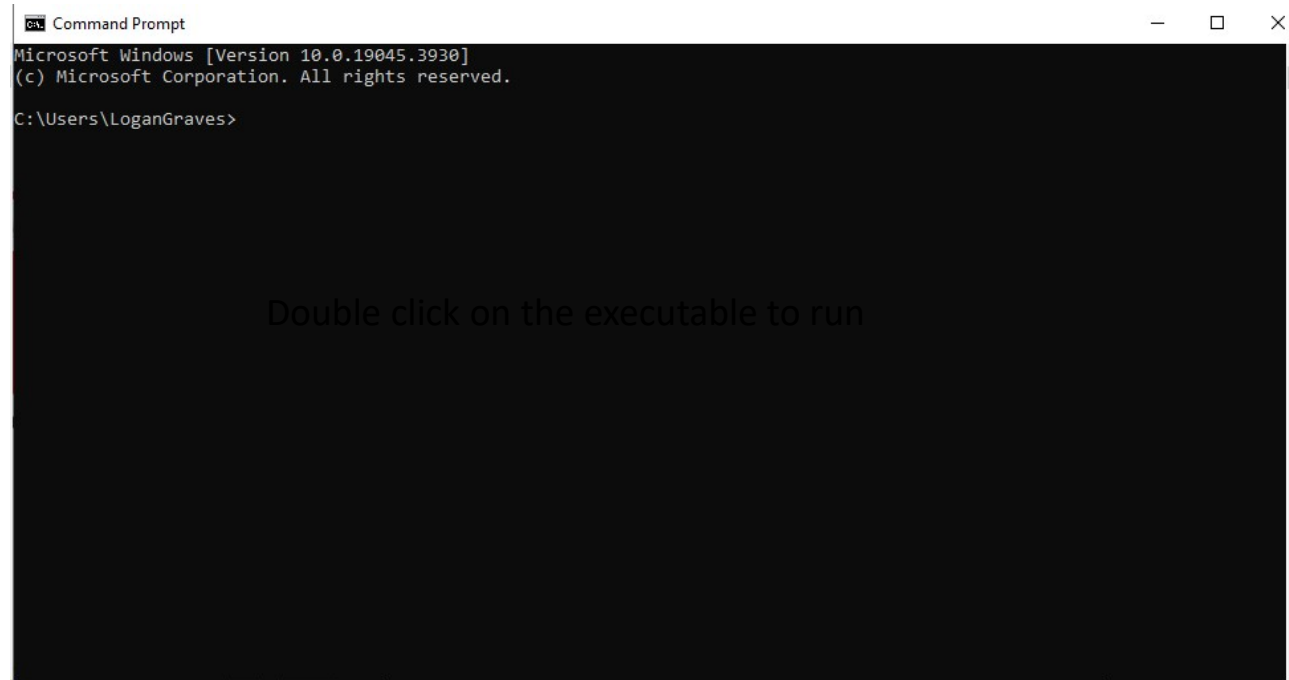 Command Prompt
Microsoft Windows [Version 10.0.19045.3930]
(c) Microsoft Corporation. All rights reserved.
C:\Users\LoganGraves>
Double click on the executable to run